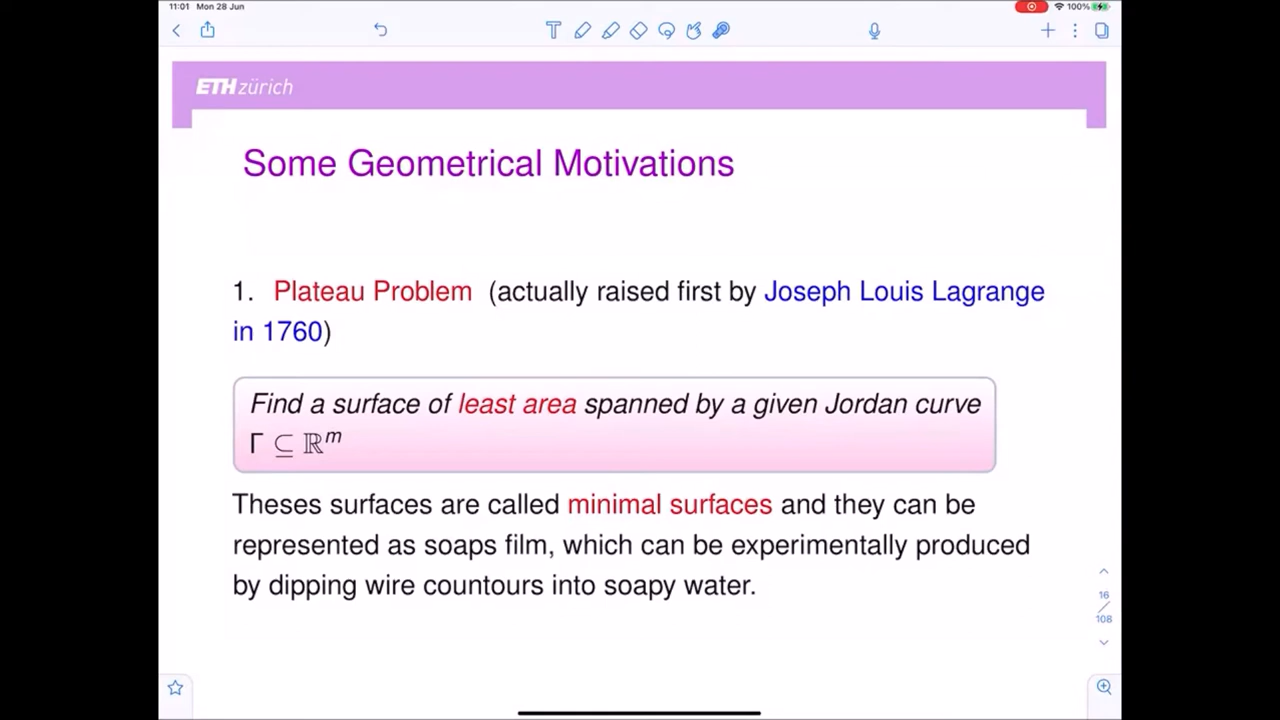 11:01 Mon 28 Jun
100%
T
ETH zürich
Some Geometrical Motivations
1. Plateau Problem (actually raised first by Joseph Louis Lagrange
in 1760)
Find a surface of least area spanned by a given Jordan curve
Γ ⊆ ℝᵐ
Theses surfaces are called minimal surfaces and they can be
represented as soaps film, which can be experimentally produced
by dipping wire countours into soapy water.
16
/
108